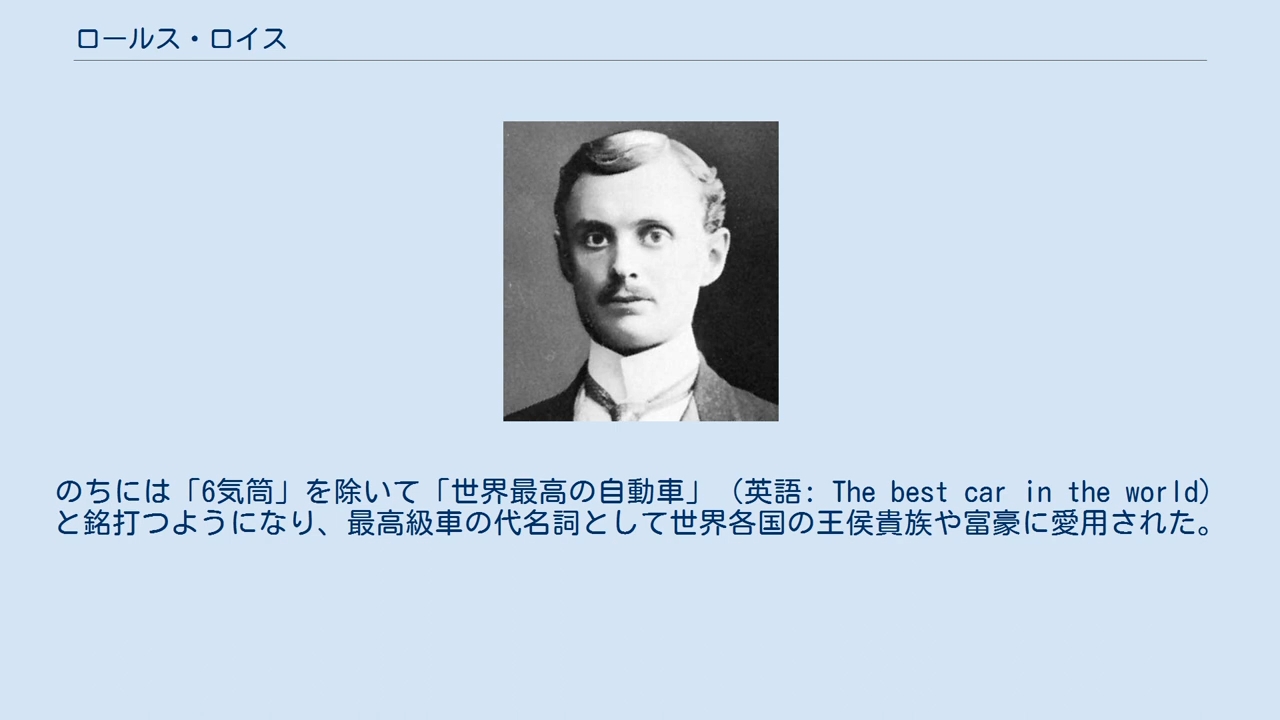 ロールス・ロイス
のちには「6気筒」を除いて「世界最高の自動車」（英語: The best car in the world）
と銘打つようになり、最高級車の代名詞として世界各国の王侯貴族や富豪に愛用された。